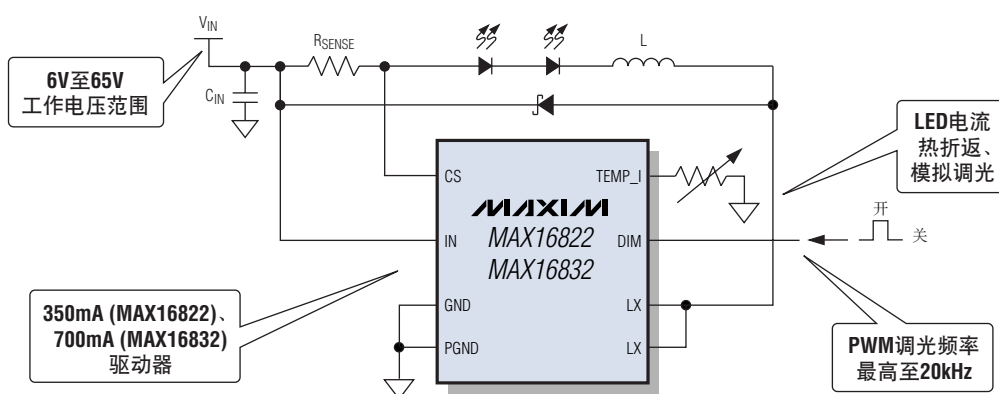 VIN
RSENSE
L
6V至65V
工作电压范围
CIN
LED电流
热折返、
模拟调光
CS
TEMP_I
MAXIM
开
IN
MAX16822
DIM
关
MAX16832
350mA (MAX16822)、
700mA (MAX16832)
驱动器
GND
LX
PGND
LX
PWM调光频率
最高至20kHz